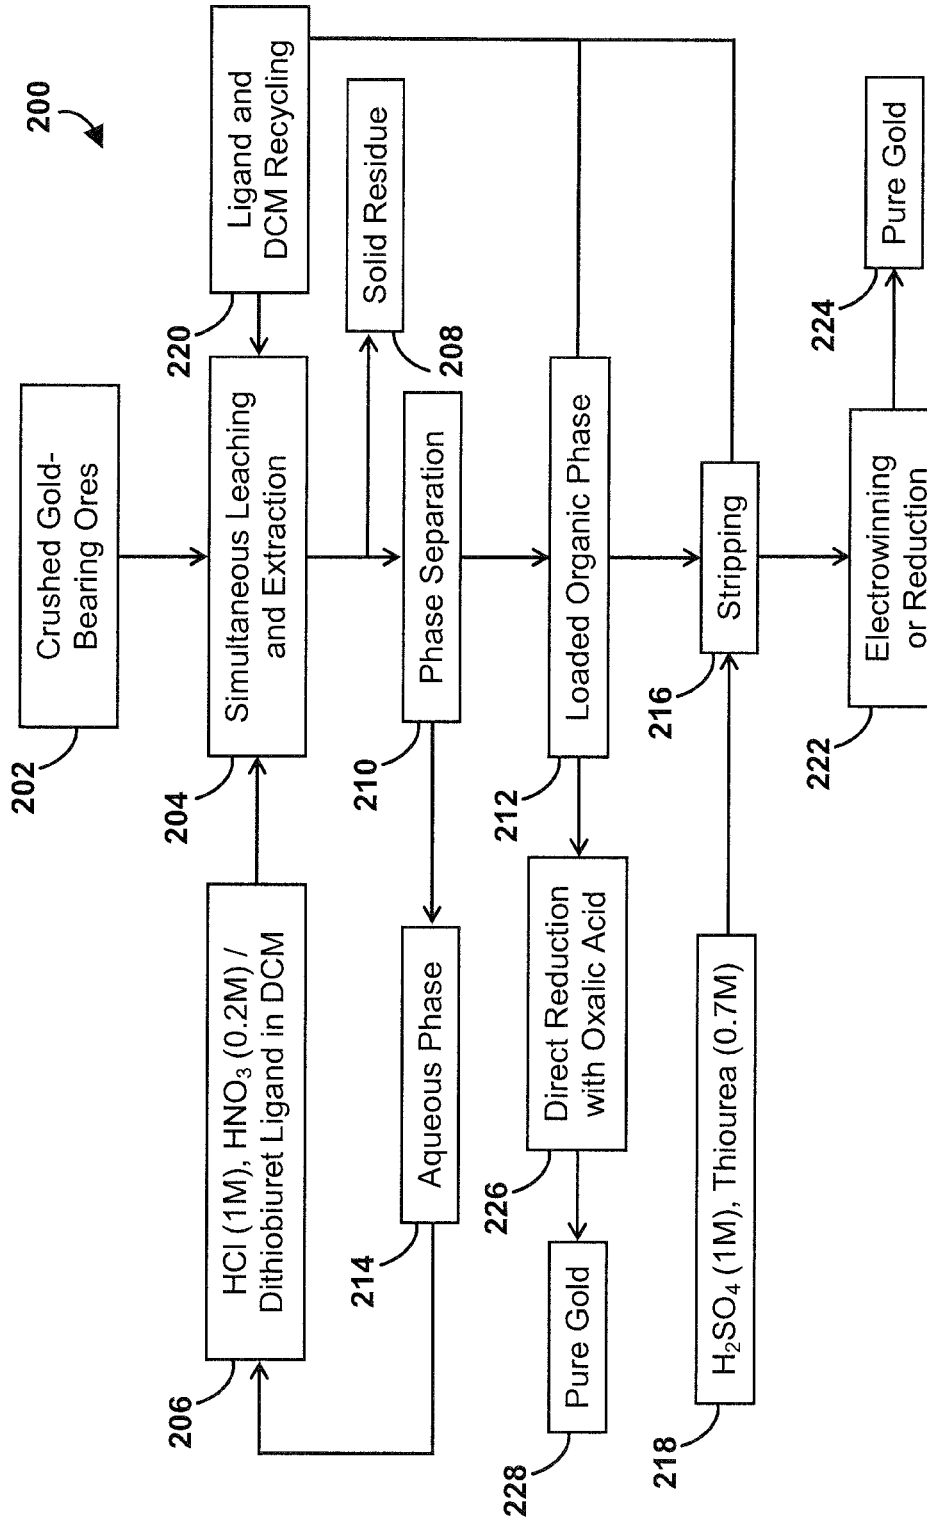 200
Crushed Gold-
Bearing Ores
202
Ligand and
DCM Recycling
220
Simultaneous Leaching
and Extraction
204
HCl (1M), HNO₃ (0.2M) /
Dithiobiuret Ligand in DCM
206
Solid Residue
208
Phase Separation
210
Aqueous Phase
214
Loaded Organic Phase
212
Direct Reduction
with Oxalic Acid
226
Pure Gold
228
Stripping
216
H₂SO₄ (1M), Thiourea (0.7M)
218
Electrowinning
or Reduction
222
Pure Gold
224